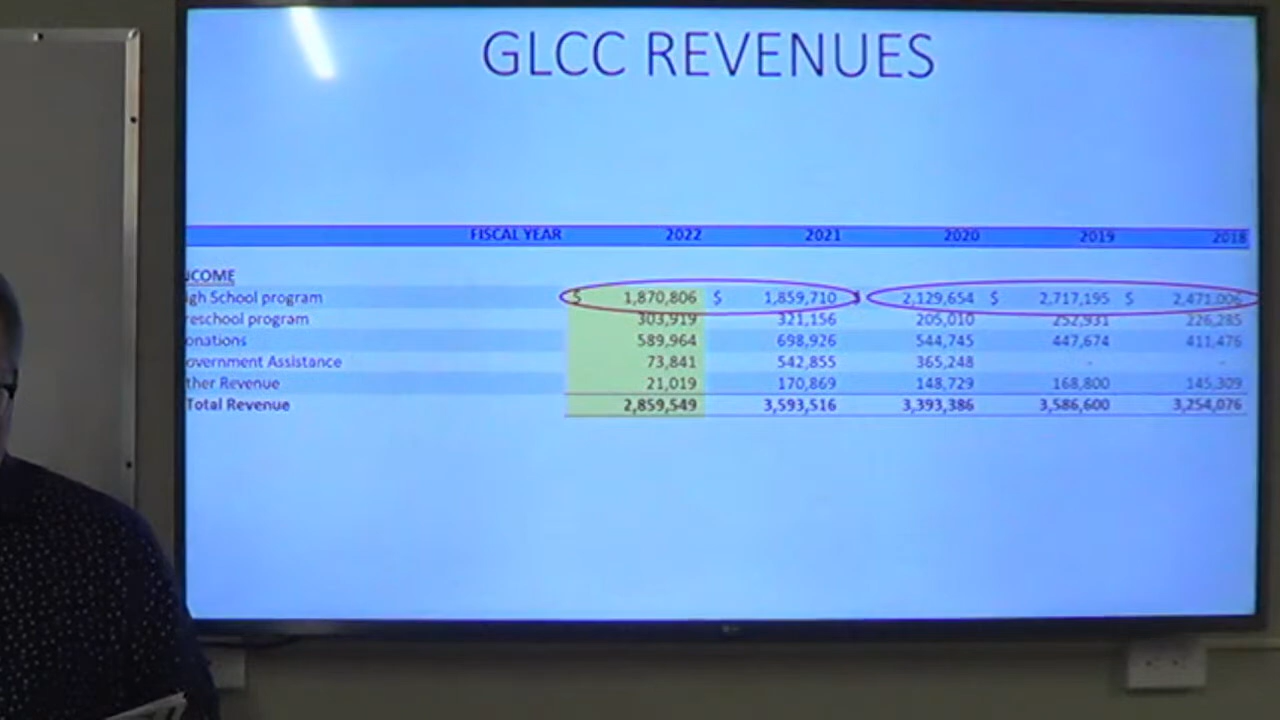 GLCC REVENUES
FISCAL YEAR 2022 2021 2020 2019 2018
NCOME
igh School program $ 1,870,806 $ 1,859,710 $ 2,129,654 $ 2,717,195 $ 2,471,006
reschool program 303,919 321,156 205,010 252,931 226,285
onations 589,964 698,926 544,745 447,674 411,476
overnment Assistance 73,841 542,855 365,248 - -
ther Revenue 21,019 170,869 148,729 168,800 145,309
Total Revenue 2,859,549 3,593,516 3,393,386 3,586,600 3,254,076